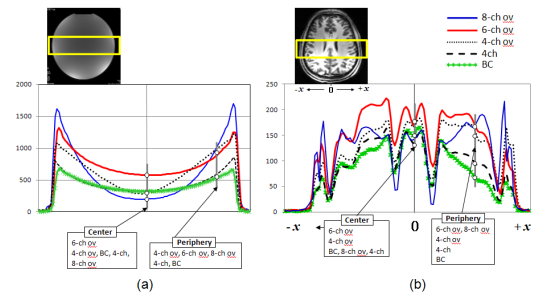 8-ch ov
6-ch ov
4-ch ov
4ch
BC
-x 0 +x
2000
1500
1000
500
0
250
200
150
100
50
0
Center
6-ch ov
4-ch ov, BC, 4-ch,
8-ch ov
Periphery
4-ch ov, 6-ch ov, 8-ch ov
4-ch, BC
-x
Center
6-ch ov
4-ch ov
BC, 8-ch ov, 4-ch
0
Periphery
6-ch ov, 8-ch ov
4-ch ov
4-ch
BC
+x
(a)
(b)